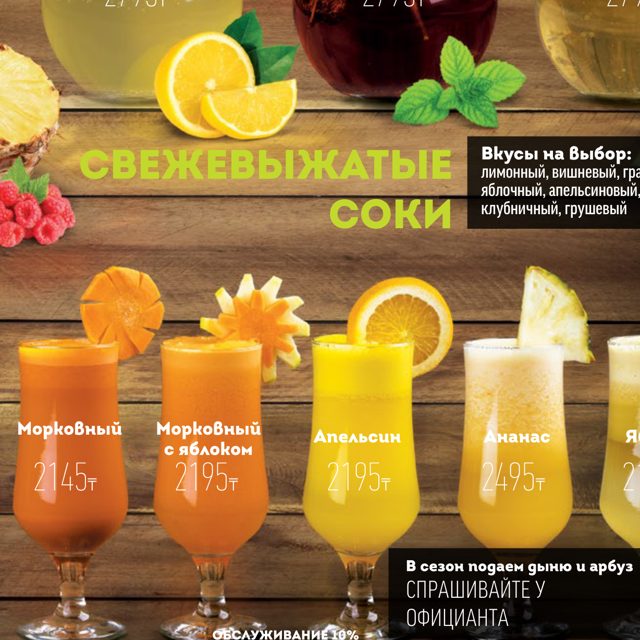 СВЕЖЕВЫЖАТЫЕ
СОКИ
Вкусы на выбор:
лимонный, вишневый,
яблочный, апельсиновый,
клубничный, грушевый
Морковный
2145₸
Морковный
с яблоком
2195₸
Апельсин
2195₸
Ананас
2495₸
В сезон подаем дыню и арбуз
СПРАШИВАЙТЕ У
ОФИЦИАНТА
ОБСЛУЖИВАНИЕ 10%